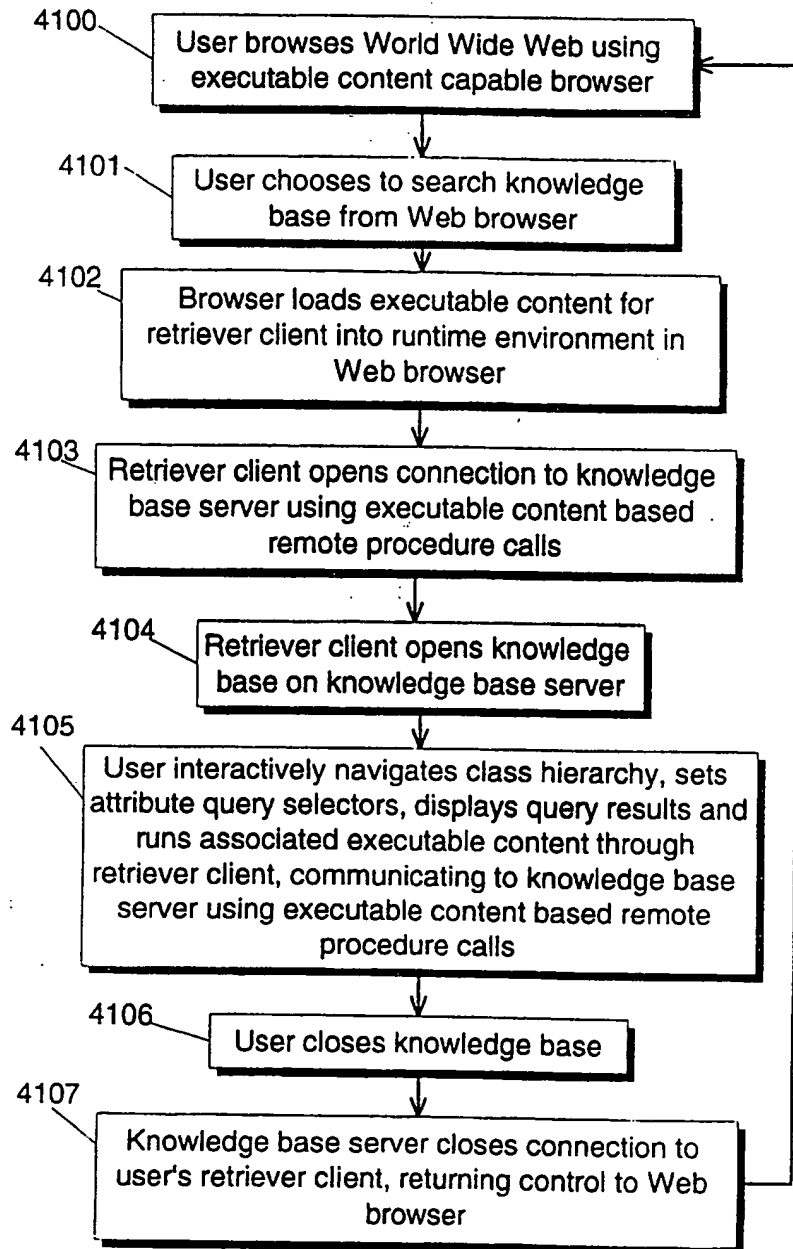 4100
User browses World Wide Web using
executable content capable browser
4101
User chooses to search knowledge
base from Web browser
4102
Browser loads executable content for
retriever client into runtime environment in
Web browser
4103
Retriever client opens connection to knowledge
base server using executable content based
remote procedure calls
4104
Retriever client opens knowledge
base on knowledge base server
4105
User interactively navigates class hierarchy, sets
attribute query selectors, displays query results and
runs associated executable content through
retriever client, communicating to knowledge base
server using executable content based remote
procedure calls
4106
User closes knowledge base
4107
Knowledge base server closes connection to
user's retriever client, returning control to Web
browser